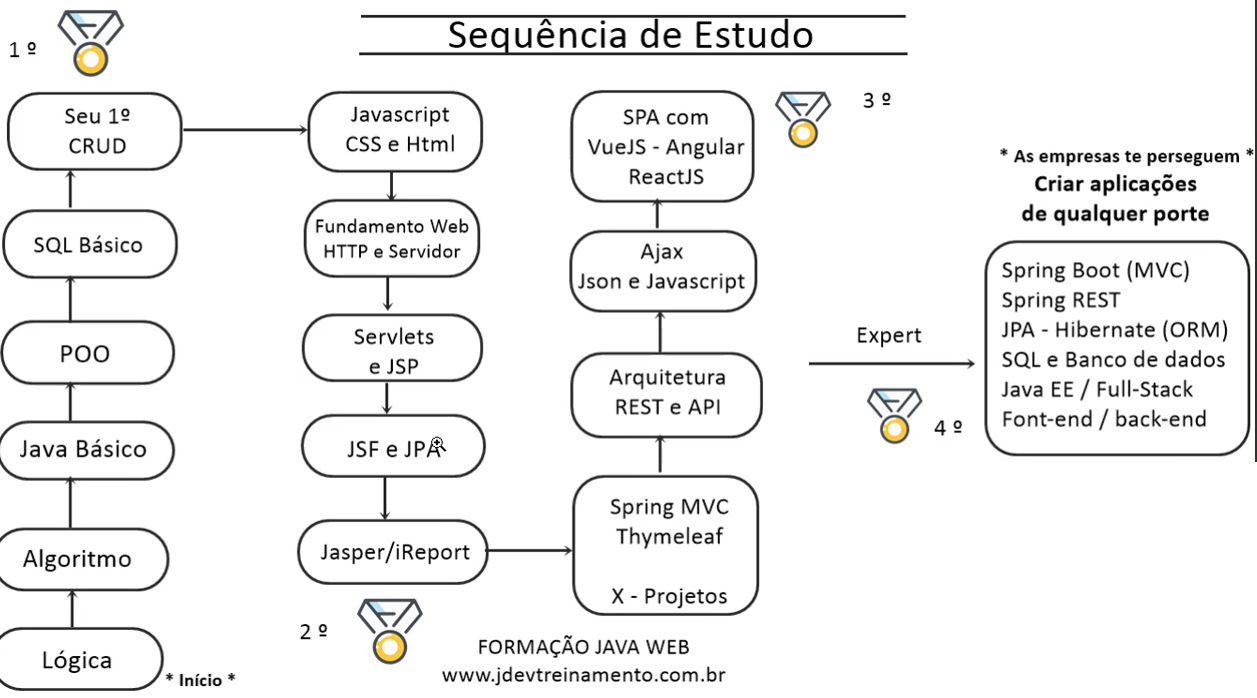 Sequência de Estudo
1 º
Seu 1º
CRUD
SQL Básico
POO
Java Básico
Algoritmo
Lógica
* Início *
Javascript
CSS e Html
Fundamento Web
HTTP e Servidor
Servlets
e JSP
JSF e JPA
Jasper/iReport
2 º
Spring MVC
Thymeleaf
X - Projetos
Arquitetura
REST e API
Ajax
Json e Javascript
SPA com
VueJS - Angular
ReactJS
3 º
Expert
4 º
* As empresas te perseguem *
Criar aplicações
de qualquer porte
Spring Boot (MVC)
Spring REST
JPA - Hibernate (ORM)
SQL e Banco de dados
Java EE / Full-Stack
Font-end / back-end
FORMAÇÃO JAVA WEB
www.jdevtreinamento.com.br